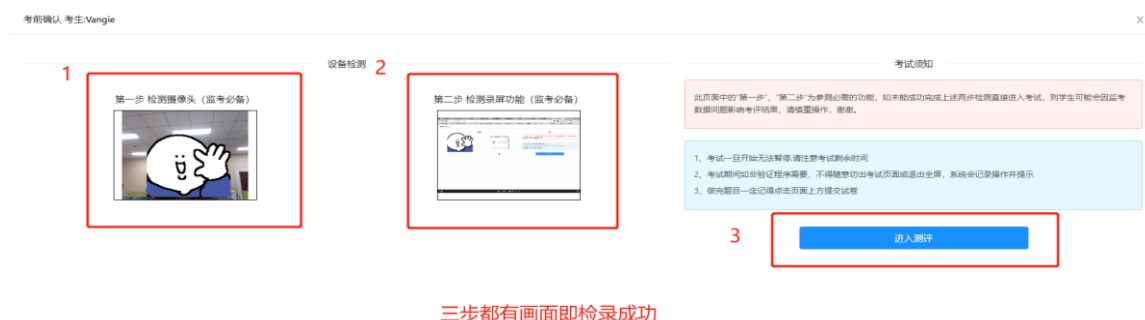 考前确认 考生:Vangie
设备检测
考试须知
1
2
第一步 检测摄像头（监考必备）
第二步 检测录屏功能（监考必备）
此页面中的“第一步”、“第二步”为参测必需的功能，如未能成功完成上述两步检测直接进入考试，则学生可能会因监考
数据问题影响考评结果，请慎重操作，谢谢。
1、考试一旦开始无法暂停,请注意考试剩余时间
2、考试期间如非验证程序需要，不得随意切出考试页面或退出全屏，系统会记录操作并提示
3、做完题目一定记得点击页面上方提交试卷
3
进入测评
三步都有画面即检录成功